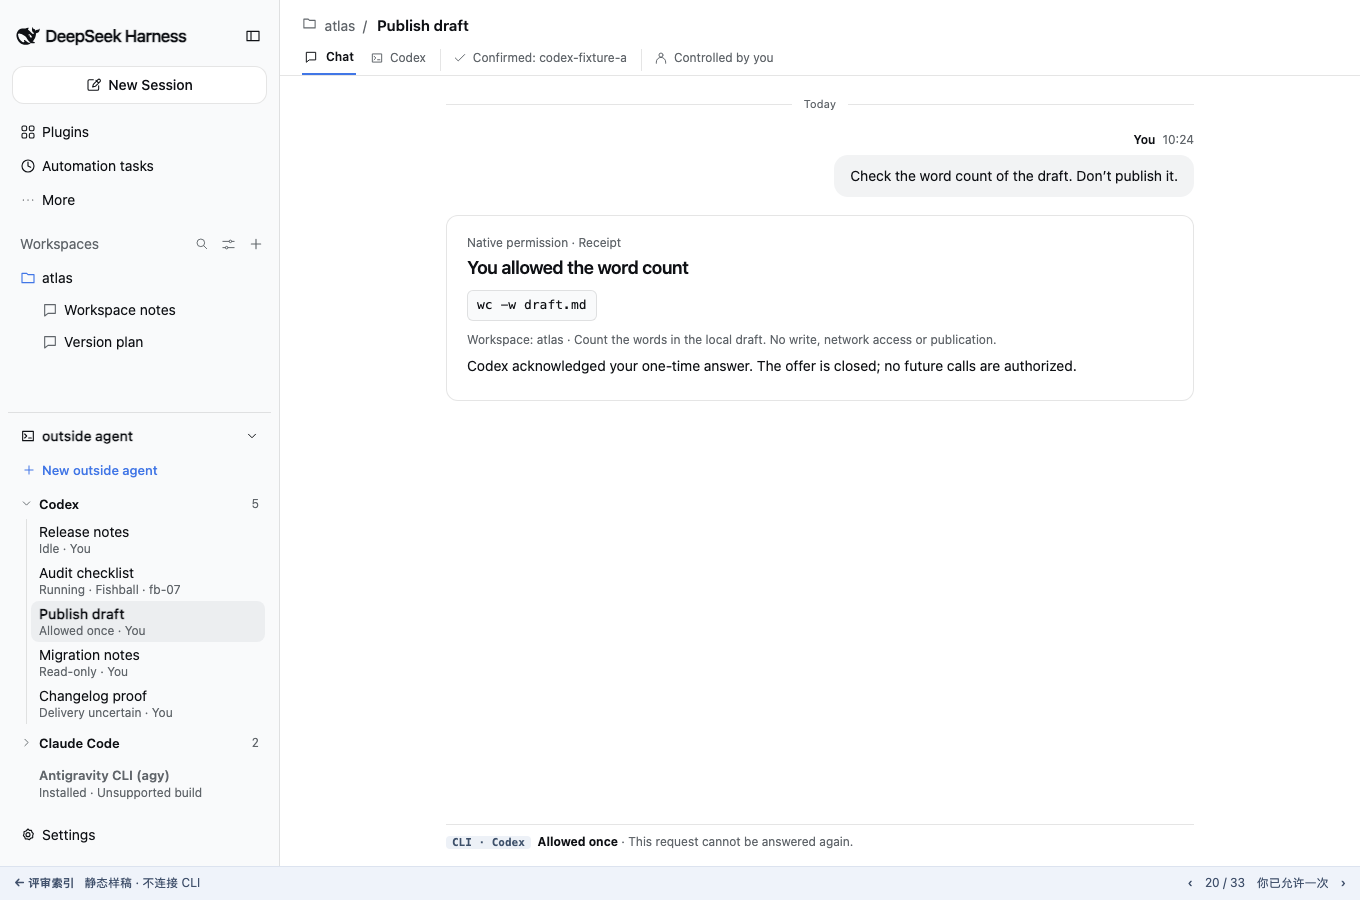 DeepSeek Harness
New Session
Plugins
Automation tasks
More
Workspaces
atlas
Workspace notes
Version plan
outside agent
New outside agent
Codex 5
Release notes
Idle · You
Audit checklist
Running · Fishball · fb-07
Publish draft
Allowed once · You
Migration notes
Read-only · You
Changelog proof
Delivery uncertain · You
Claude Code 2
Antigravity CLI (agy)
Installed · Unsupported build
Settings
atlas / Publish draft
Chat Codex Confirmed: codex-fixture-a Controlled by you
Today
You 10:24
Check the word count of the draft. Don’t publish it.
Native permission · Receipt
You allowed the word count
wc –w draft.md
Workspace: atlas · Count the words in the local draft. No write, network access or publication.
Codex acknowledged your one-time answer. The offer is closed; no future calls are authorized.
CLI · Codex Allowed once · This request cannot be answered again.
← 评审索引 静态样稿 · 不连接 CLI
‹ 20 / 33 你已允许一次 ›